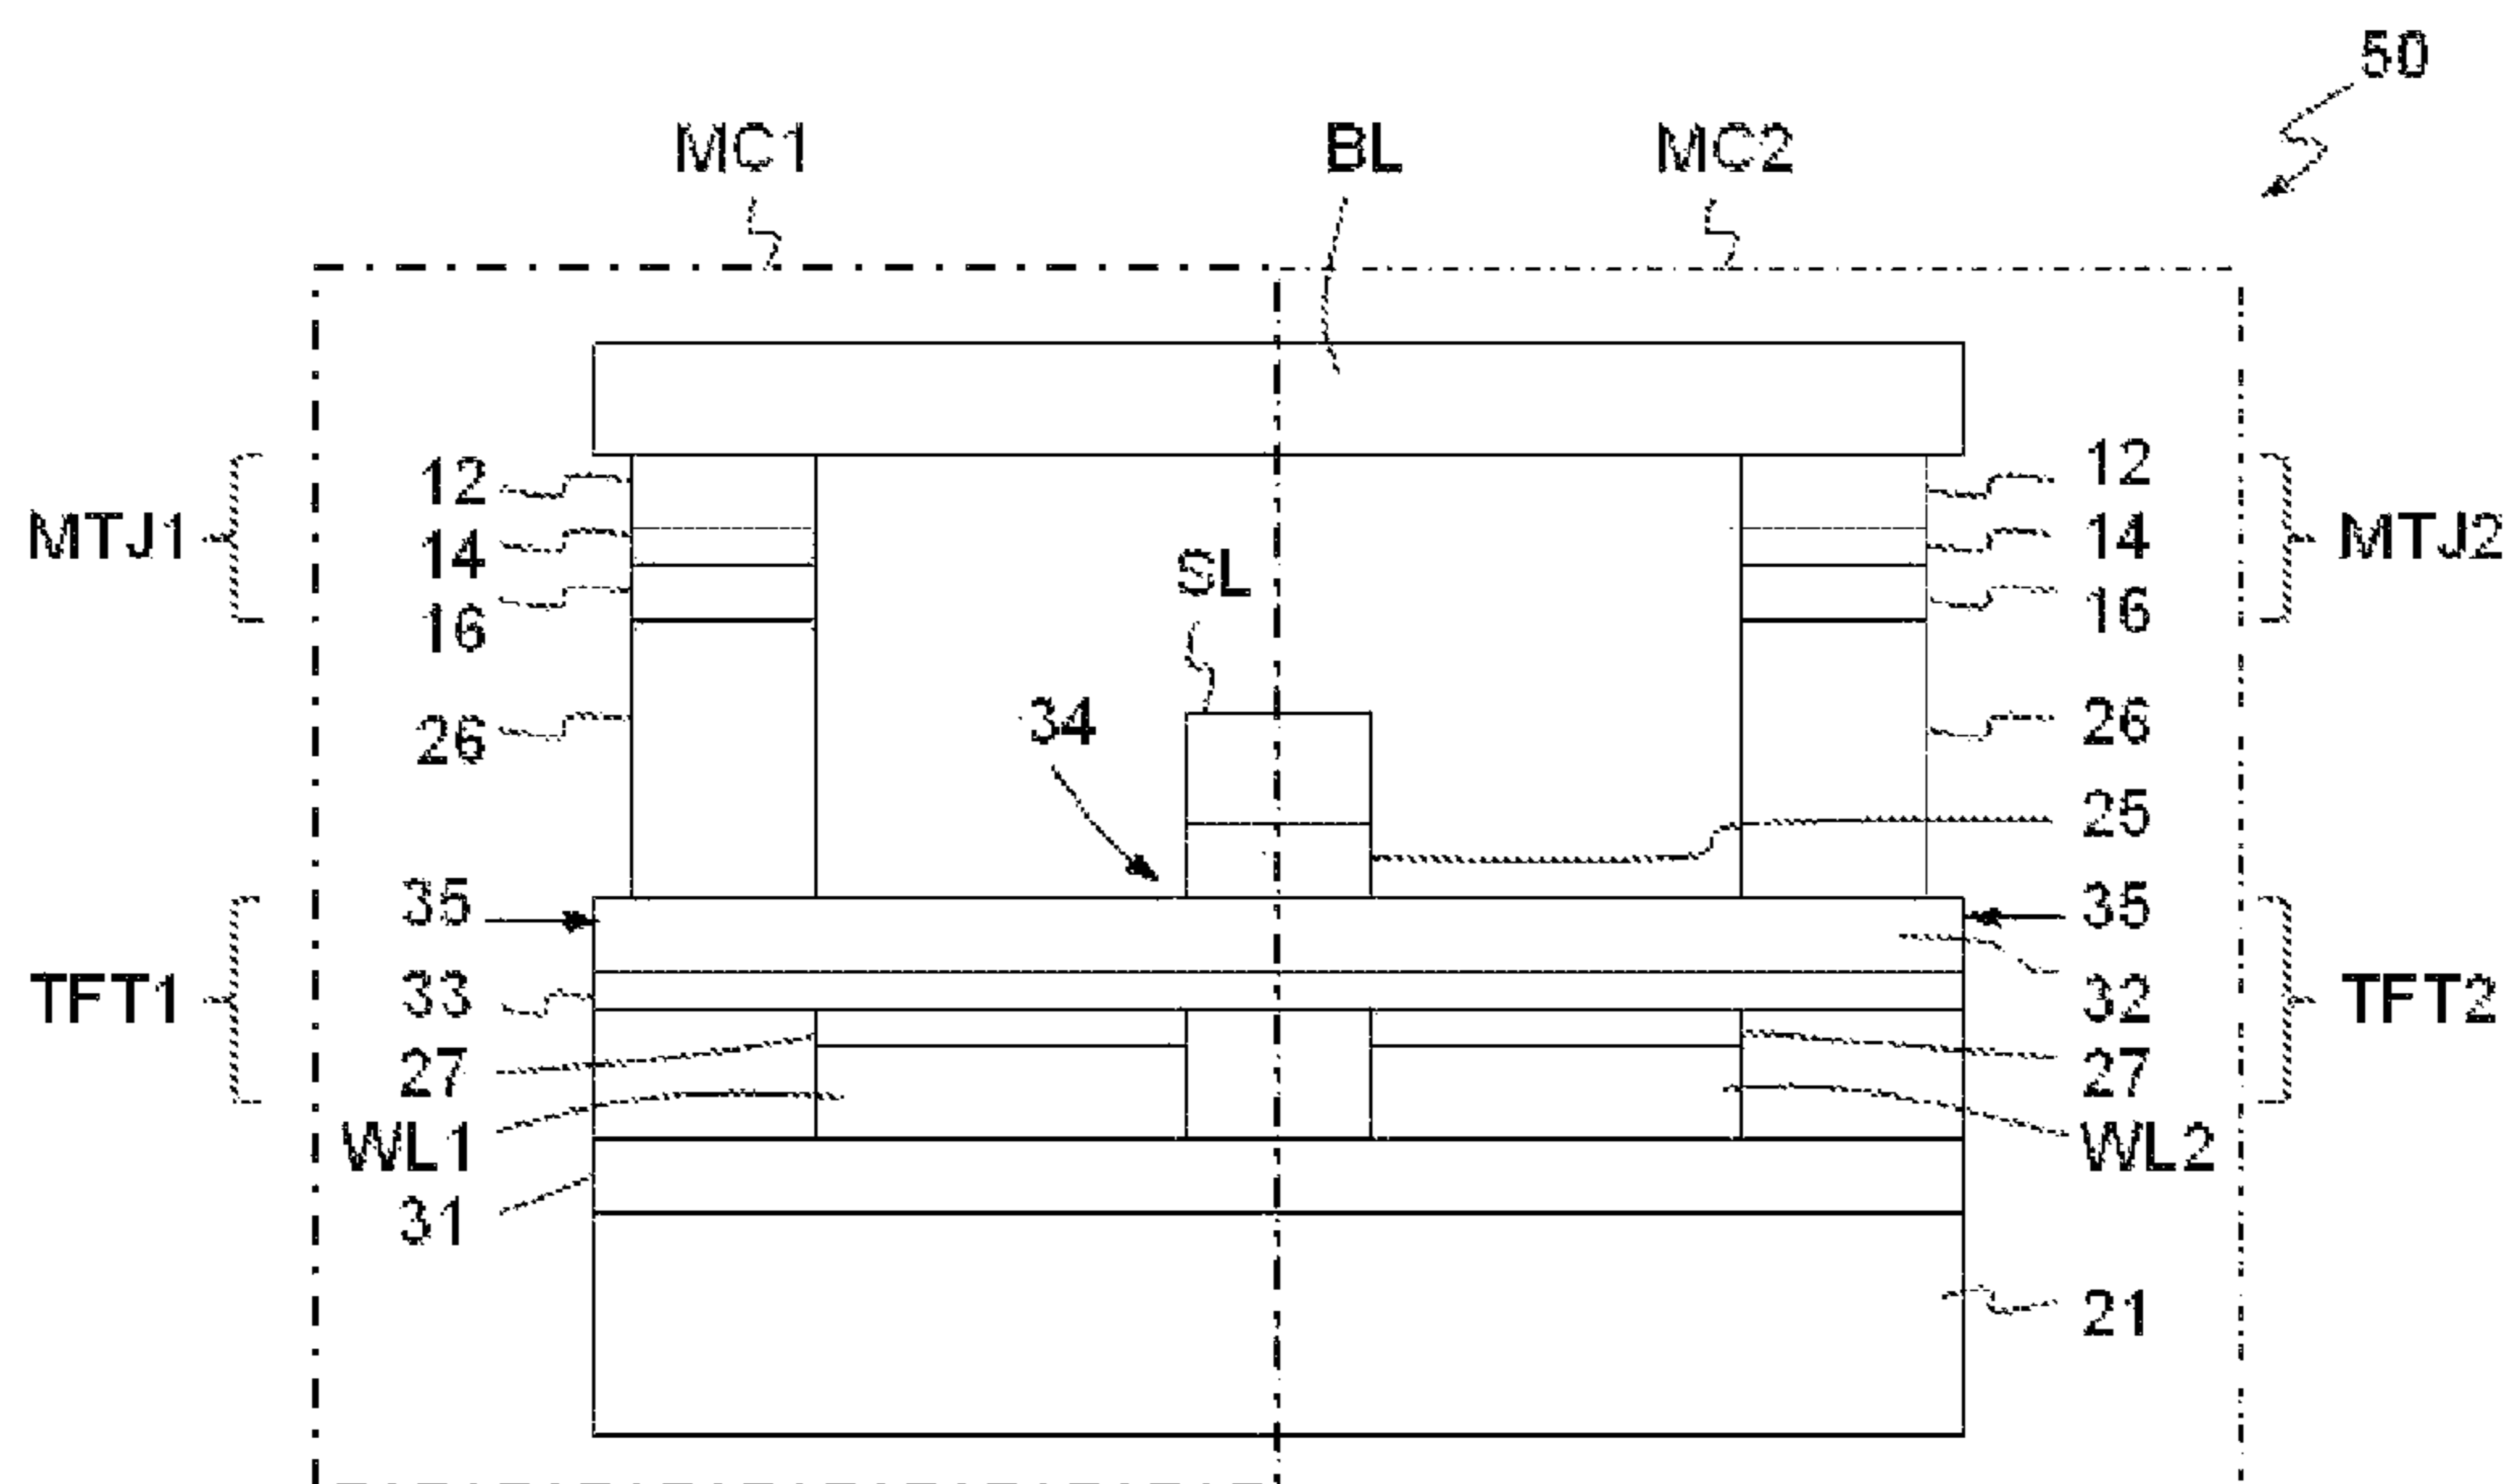 50
MC1 BL MC2
12 12
MTJ1 14 14 MTJ2
SL
16 16
34
26 26
25
35 35
TFT1 33 32 TFT2
27 27
WL1 WL2
31
21